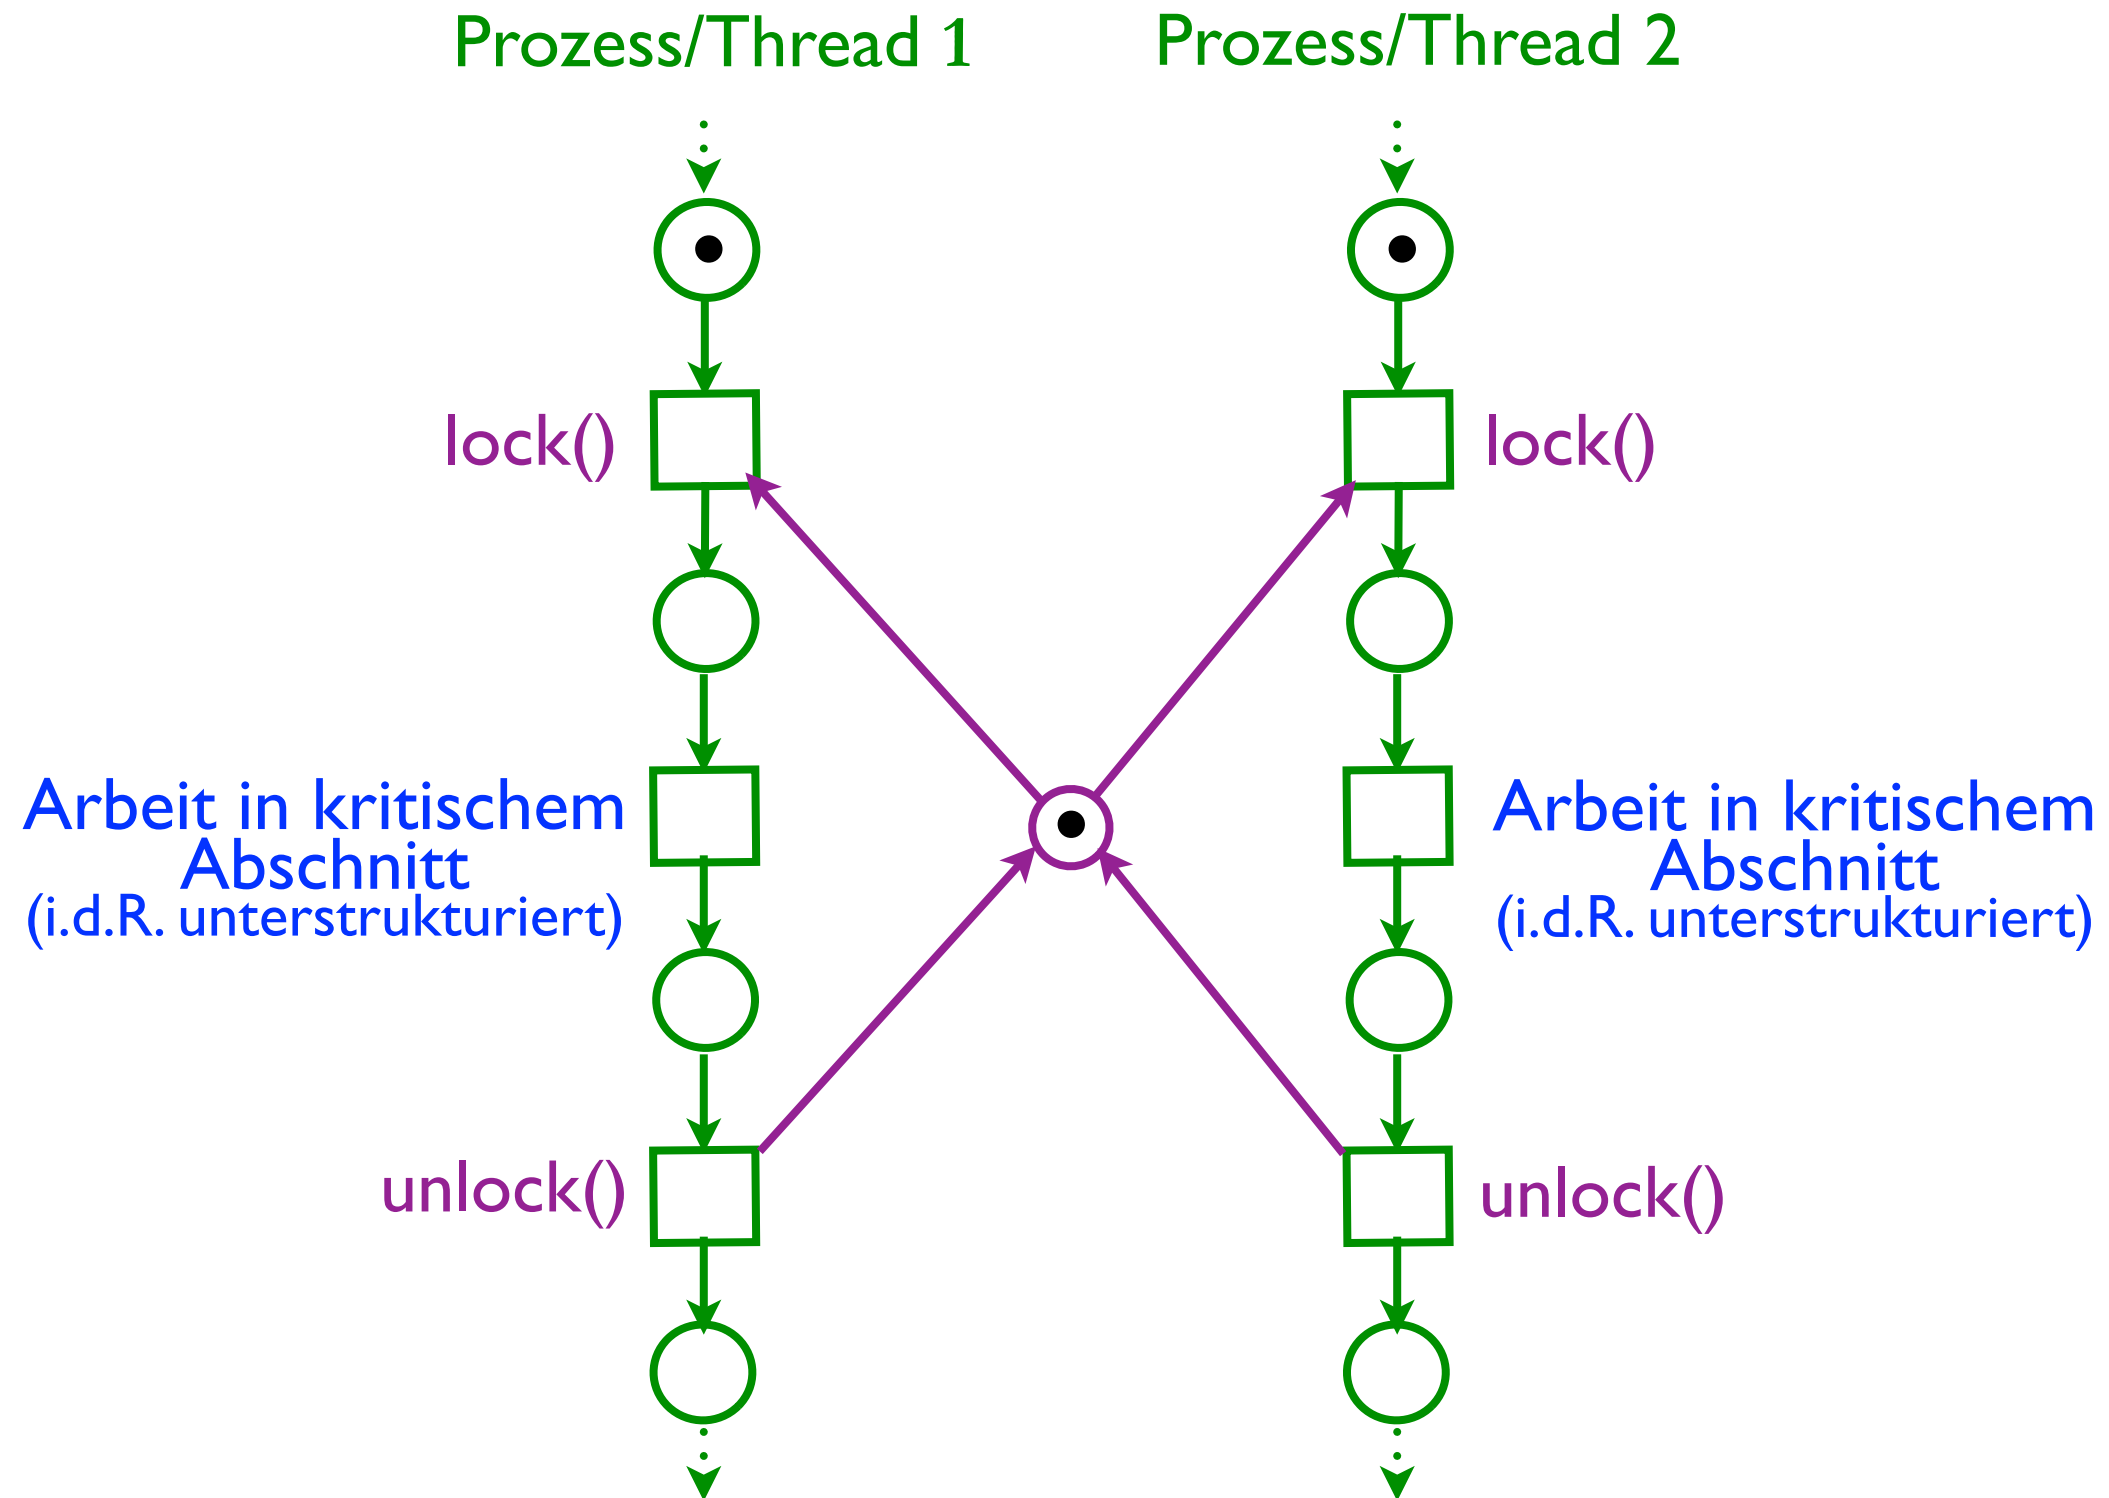 Prozess/Thread 1
Prozess/Thread 2
lock()
lock()
Arbeit in kritischem
Abschnitt
(i.d.R. unterstrukturiert)
Arbeit in kritischem
Abschnitt
(i.d.R. unterstrukturiert)
unlock()
unlock()